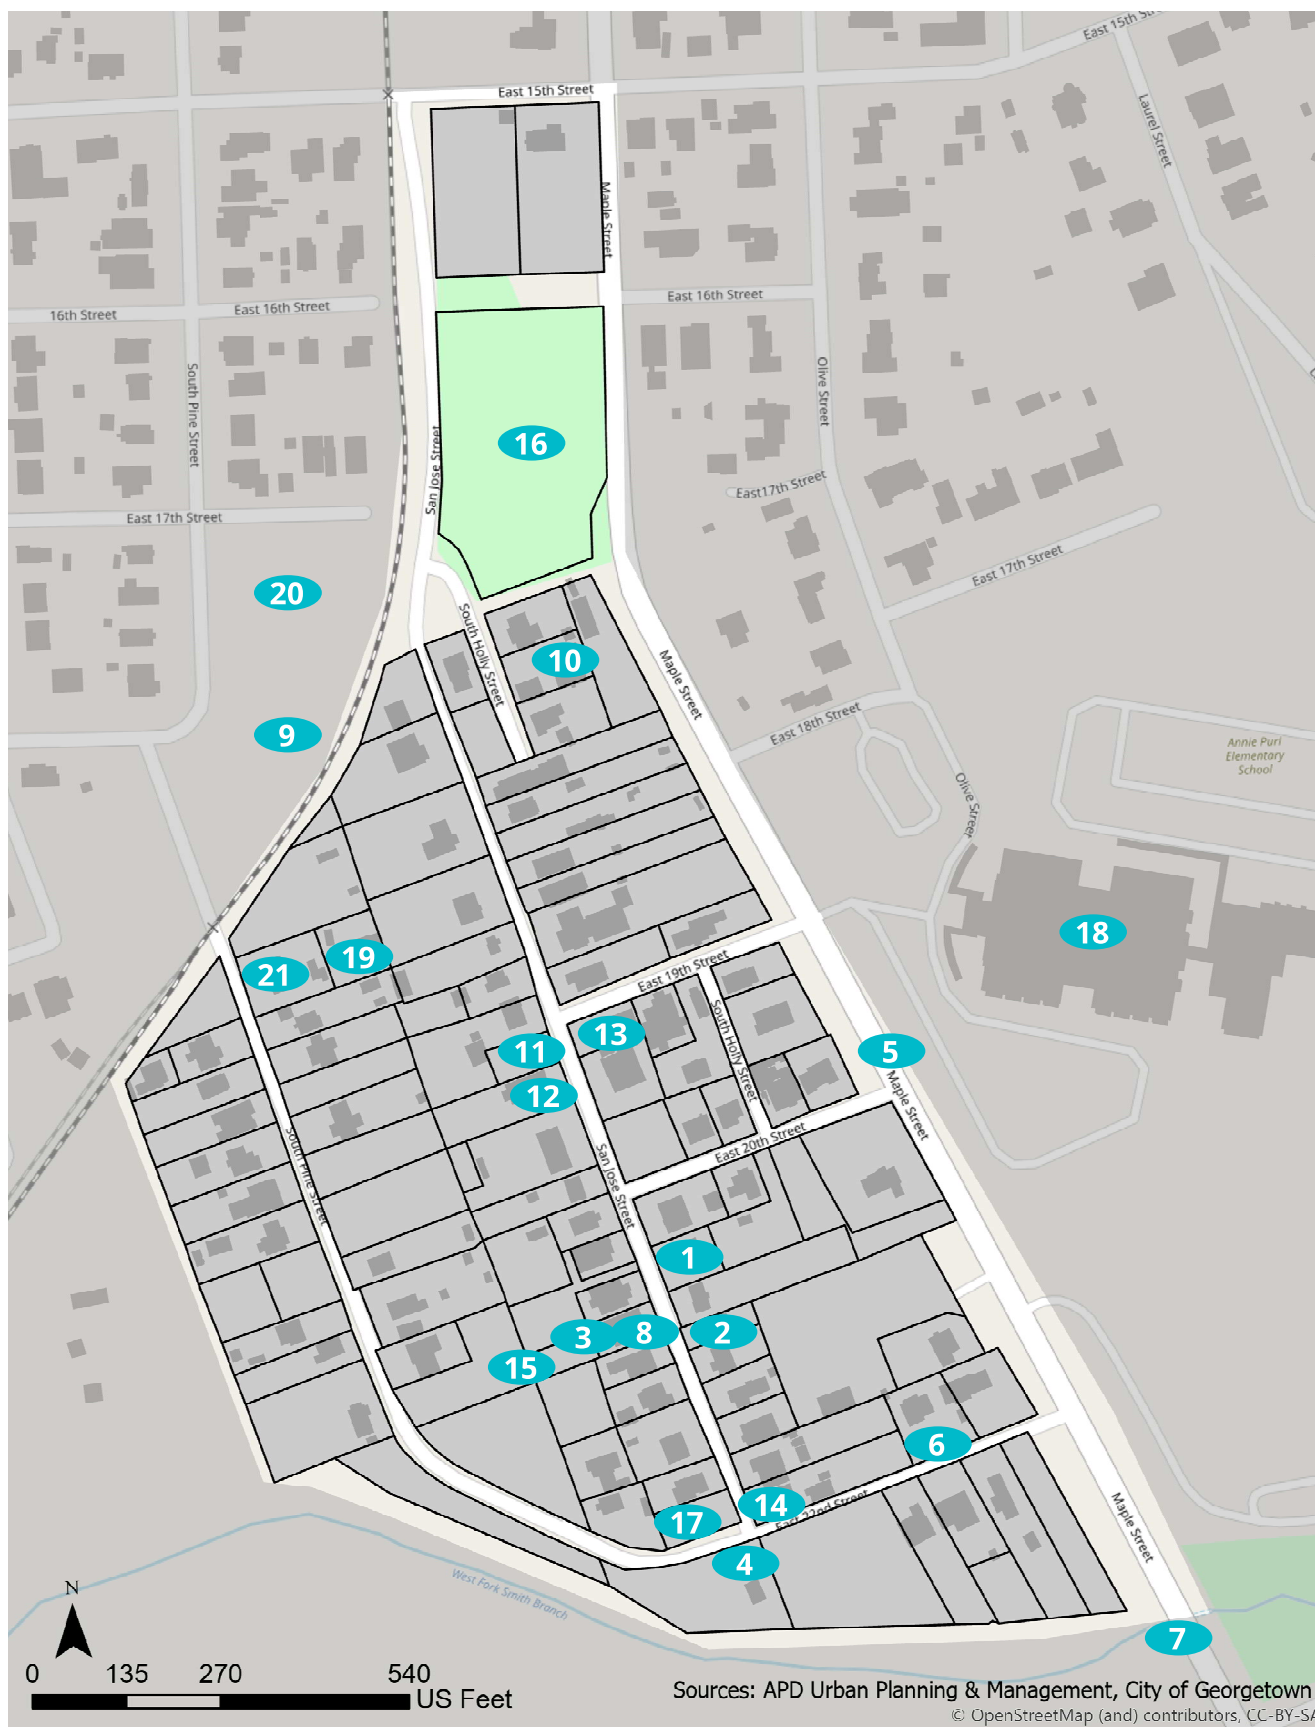 East 15th Street
East 15th Street
Laurel Street
Maple Street
East 16th Street
16th Street
East 16th Street
South Pine Street
Olive Street
16
San Jose Street
East17th Street
East 17th Street
East 17th Street
20
South Holly Street
10
Maple Street
East 18th Street
9
Annie Purl
Elementary
School
Olive Street
18
East 19th Street
19
21
South Holly Street
13
11
5
12
Maple Street
East 20th Street
South Pine Street
San Jose Street
1
3
8
2
15
6
14
East 22nd Street
17
Maple Street
4
West Fork Smith Branch
N
7
0 135 270 540
US Feet
Sources: APD Urban Planning & Management, City of Georgetown
© OpenStreetMap (and) contributors, CC-BY-SA